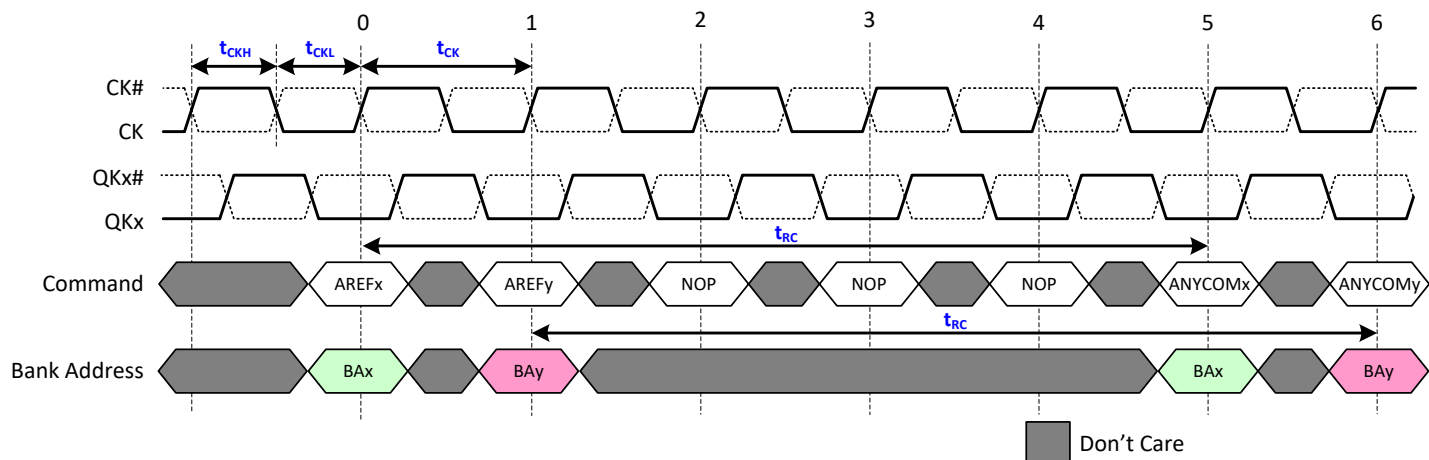 0 1 2 3 4 5 6
tCKH tCKL tCK
CK#
CK
QKx#
QKx
tRC
Command AREFx AREFy NOP NOP NOP ANYCOMx ANYCOMy
tRC
Bank Address BAx BAy BAx BAy
Don't Care